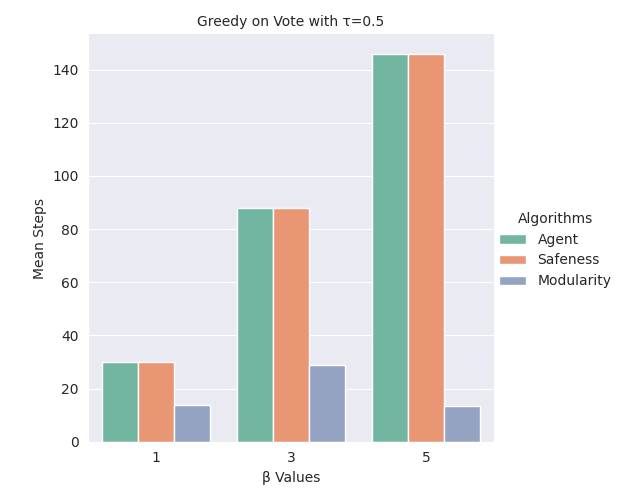 Greedy on Vote with τ=0.5
140
120
100
80
60
40
20
0
Mean Steps
1 3 5
β Values
Algorithms
Agent
Safeness
Modularity